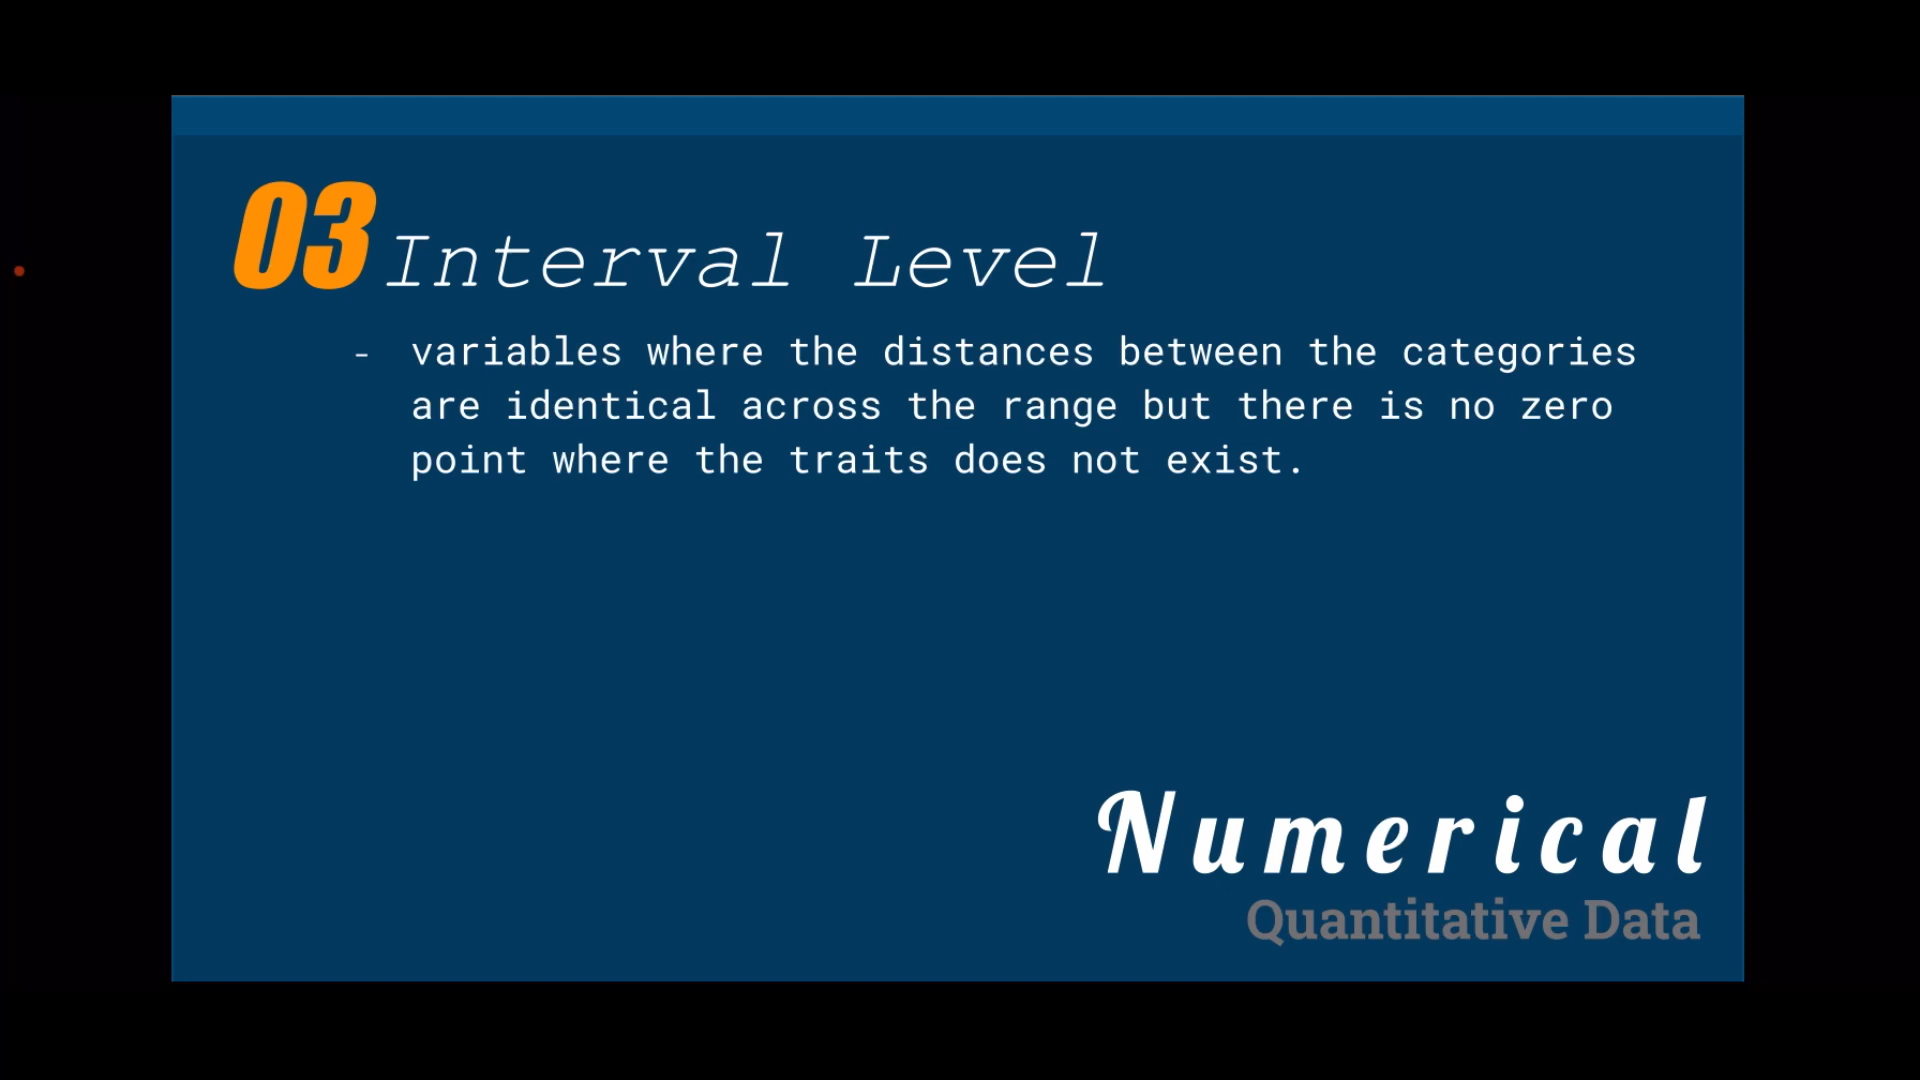 03 Interval Level
- variables where the distances between the categories
are identical across the range but there is no zero
point where the traits does not exist.
Numerical
Quantitative Data